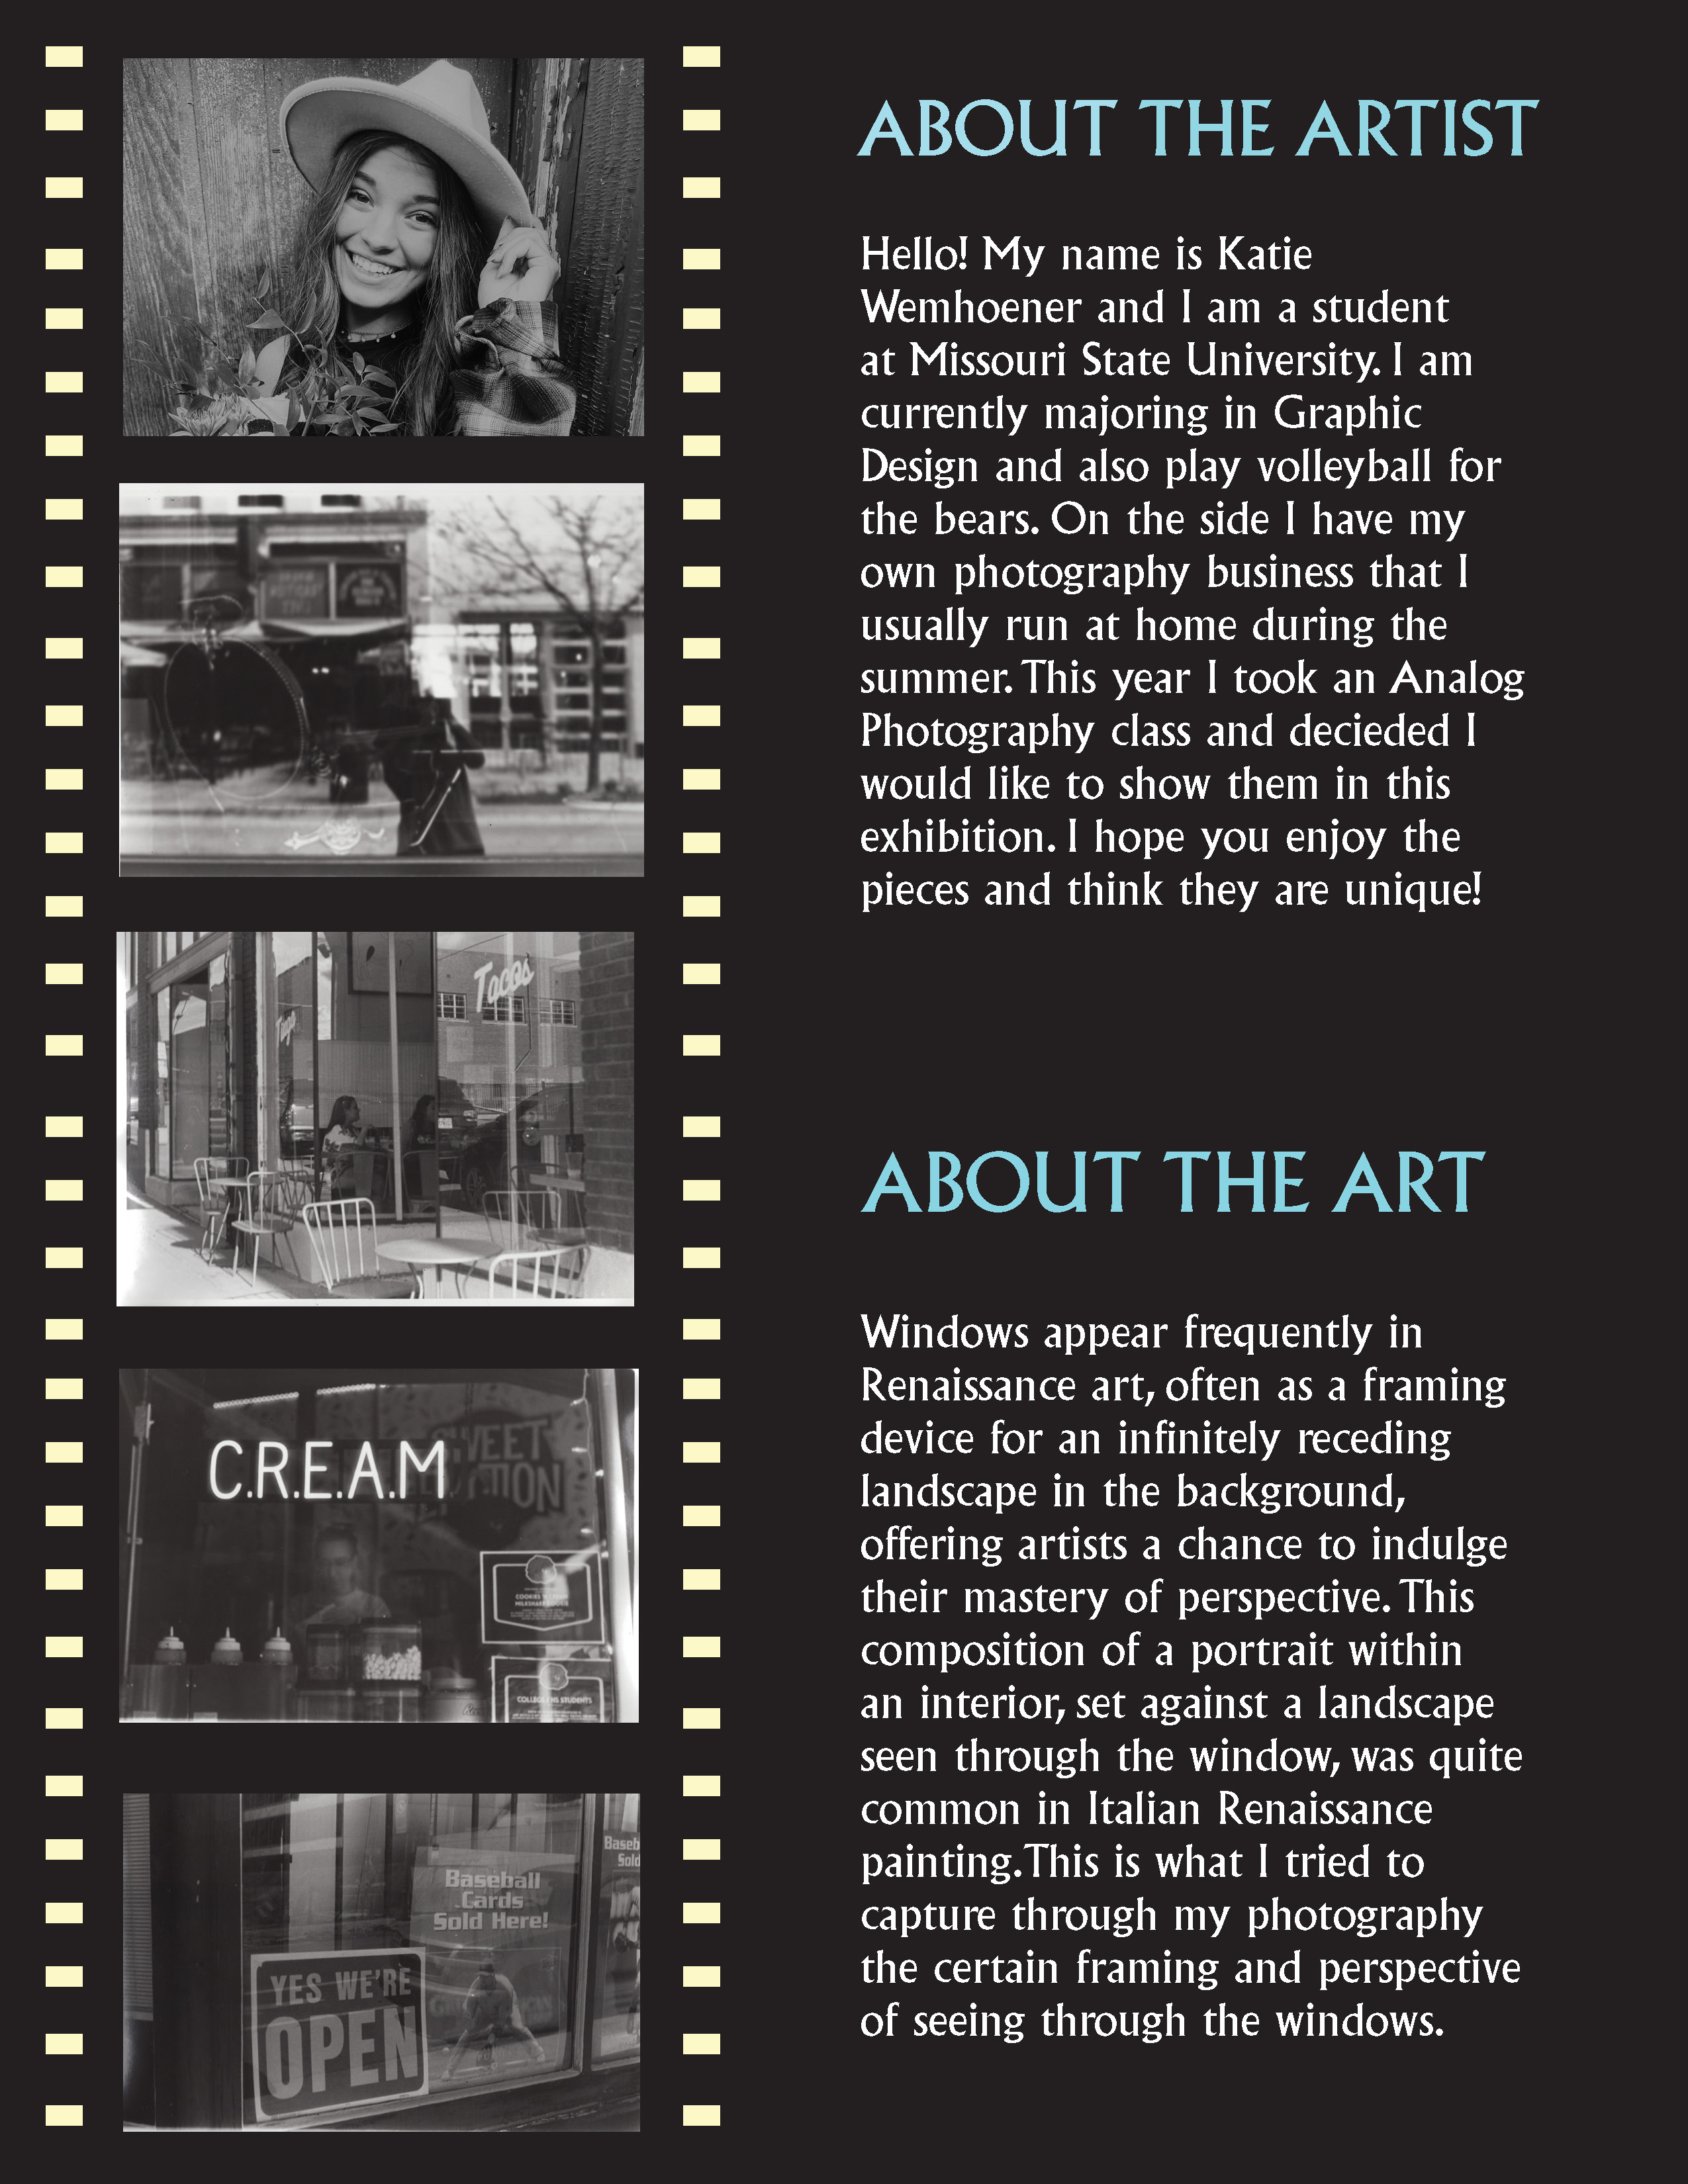 ABOUT THE ARTIST
Hello! My name is Katie
Wemhoener and I am a student
at Missouri State University. I am
currently majoring in Graphic
Design and also play volleyball for
the bears. On the side I have my
own photography business that I
usually run at home during the
summer. This year I took an Analog
Photography class and decieded I
would like to show them in this
exhibition. I hope you enjoy the
pieces and think they are unique!
ABOUT THE ART
Windows appear frequently in
Renaissance art, often as a framing
device for an infinitely receding
landscape in the background,
offering artists a chance to indulge
their mastery of perspective. This
composition of a portrait within
an interior, set against a landscape
seen through the window, was quite
common in Italian Renaissance
painting.This is what I tried to
capture through my photography
the certain framing and perspective
of seeing through the windows.
Tacos
Tacos
C.R.E.A.M
SWEET
COOKIES
MILKSHAKE
COLLEGE
STUDENTS
Baseball
Cards
Sold Here!
Baseb
Sold
YES WE'RE
OPEN